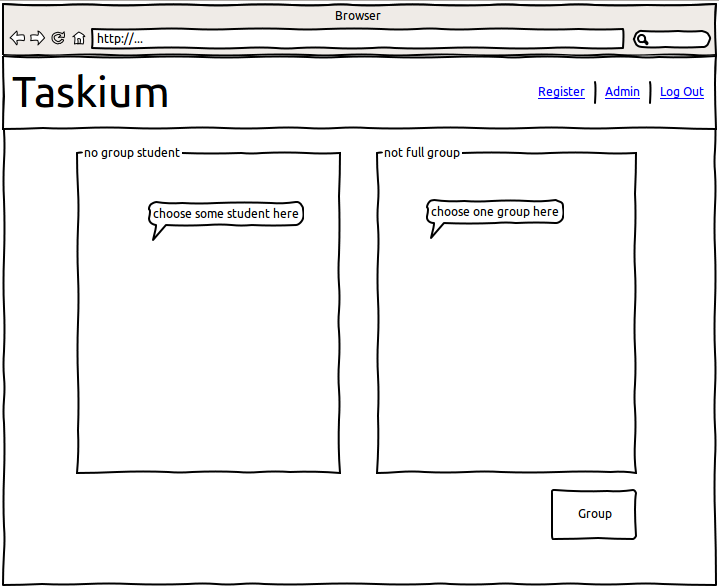 Browser
http://...
Taskium
Register
Admin
Log Out
no group student
not full group
choose some student here
choose one group here
Group